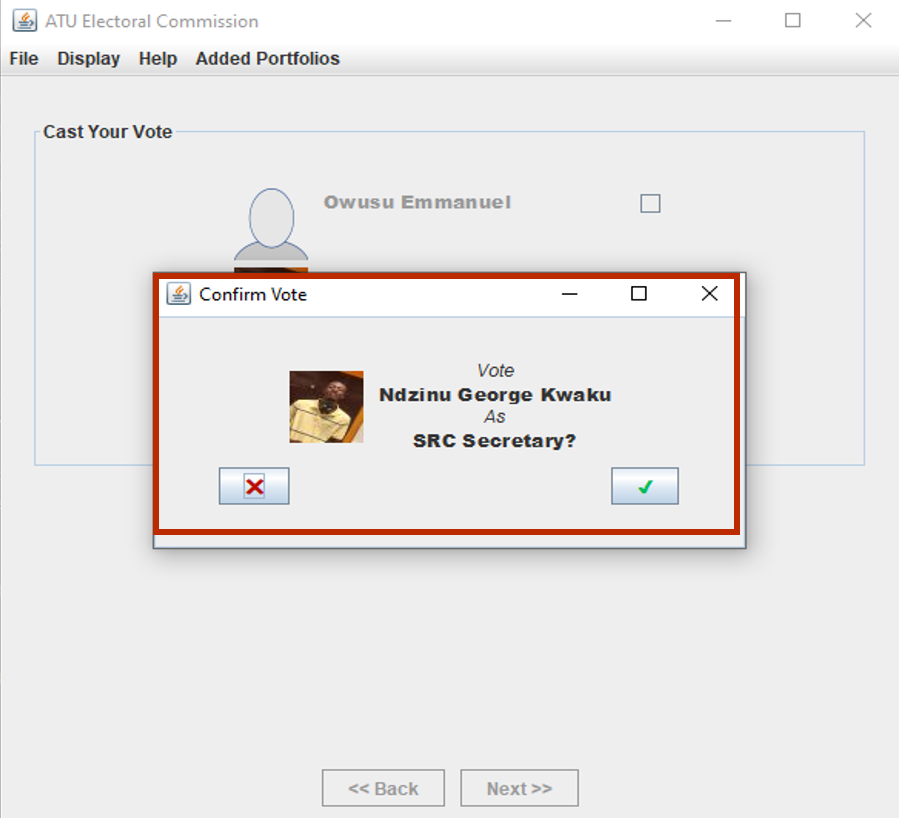 ATU Electoral Commission
File Display Help Added Portfolios
Cast Your Vote
Owusu Emmanuel
Confirm Vote
Vote
Ndzinu George Kwaku
As
SRC Secretary?
<< Back Next >>